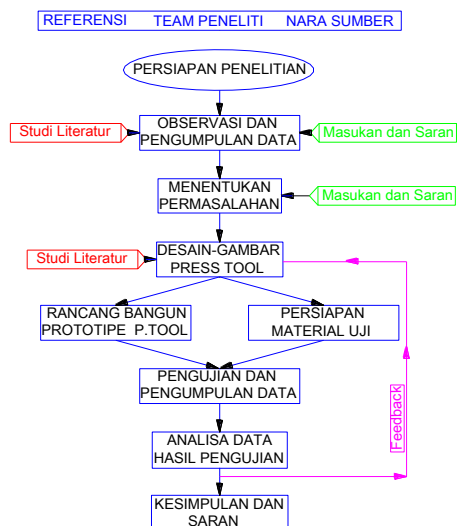 REFERENSI TEAM PENELITI NARA SUMBER
PERSIAPAN PENELITIAN
Studi Literatur
OBSERVASI DAN
PENGUMPULAN DATA
Masukan dan Saran
MENENTUKAN
PERMASALAHAN
Masukan dan Saran
Studi Literatur
DESAIN-GAMBAR
PRESS TOOL
RANCANG BANGUN
PROTOTIPE P.TOOL
PERSIAPAN
MATERIAL UJI
PENGUJIAN DAN
PENGUMPULAN DATA
Feedback
ANALISA DATA
HASIL PENGUJIAN
KESIMPULAN DAN
SARAN